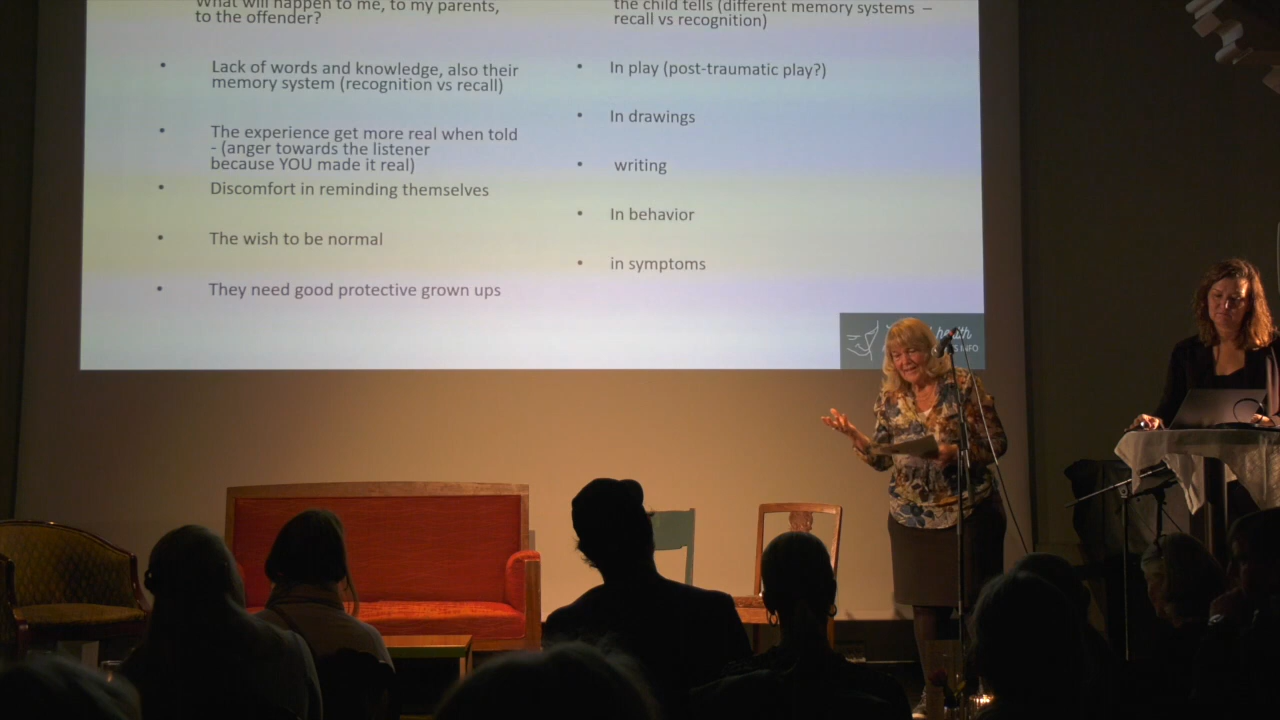 What will happen to me, to my parents,
to the offender?
• Lack of words and knowledge, also their
memory system (recognition vs recall)
• The experience get more real when told
- (anger towards the listener
because YOU made it real)
• Discomfort in reminding themselves
• The wish to be normal
• They need good protective grown ups
the child tells (different memory systems –
recall vs recognition)
• In play (post-traumatic play?)
• In drawings
• writing
• In behavior
• in symptoms
health
INFO